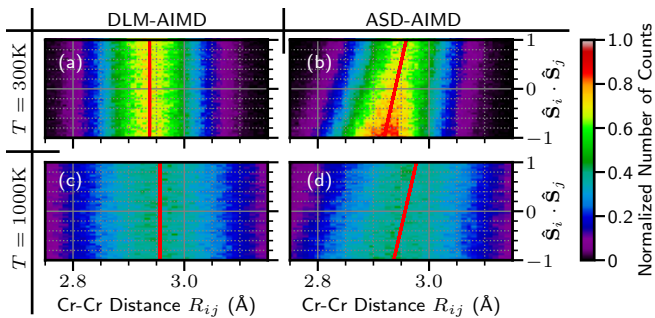 DLM-AIMD ASD-AIMD
T = 300K
(a) (b)
1
0
−1
Ŝi · Ŝj
T = 1000K
(c) (d)
1
0
−1
Ŝi · Ŝj
2.8 3.0 2.8 3.0
Cr-Cr Distance Rij (Å) Cr-Cr Distance Rij (Å)
1.0
0.8
0.6
0.4
0.2
0
Normalized Number of Counts